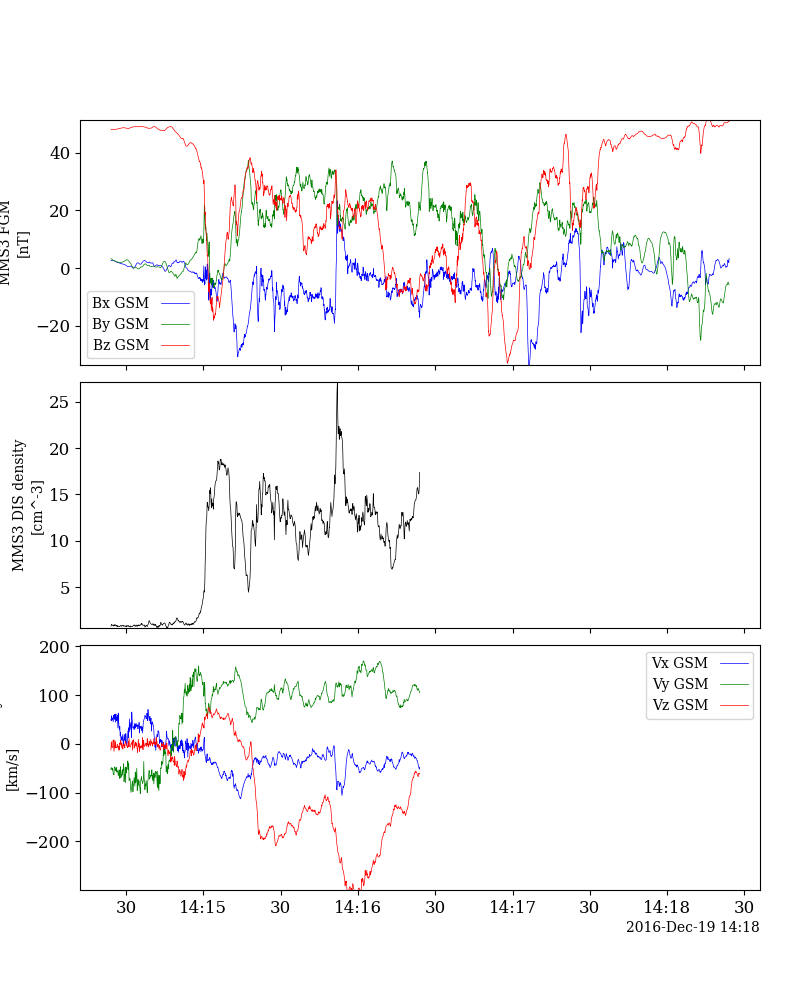 MMS3 FGM
[nT]
40
20
0
−20
Bx GSM
By GSM
Bz GSM
MMS3 DIS density
[cm^-3]
25
20
15
10
5
[km/s]
200
100
0
−100
−200
Vx GSM
Vy GSM
Vz GSM
30 14:15 30 14:16 30 14:17 30 14:18 30
2016-Dec-19 14:18